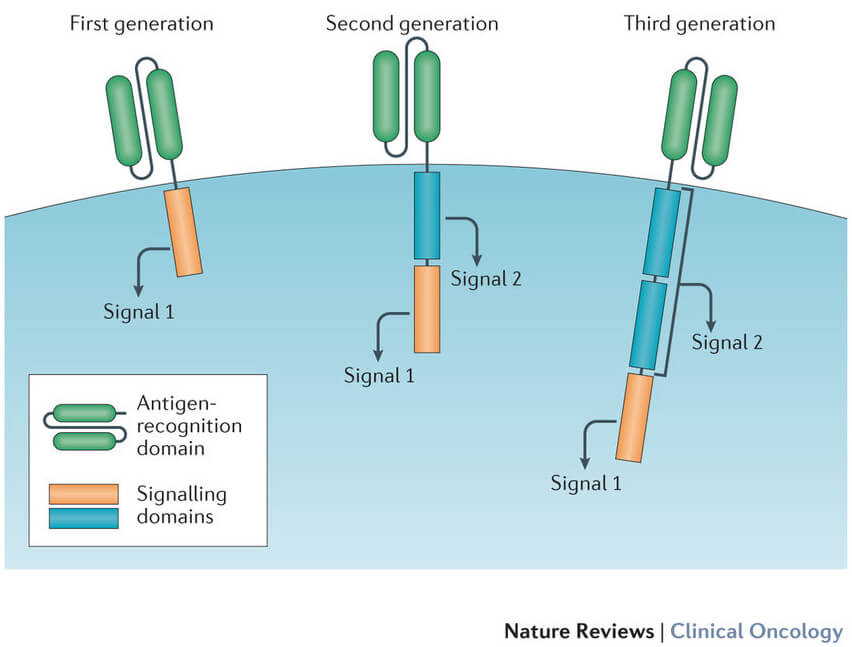 First generation
Second generation
Third generation
Signal 1
Signal 2
Signal 1
Signal 2
Signal 1
Antigen-
recognition
domain
Signalling
domains
Nature Reviews | Clinical Oncology